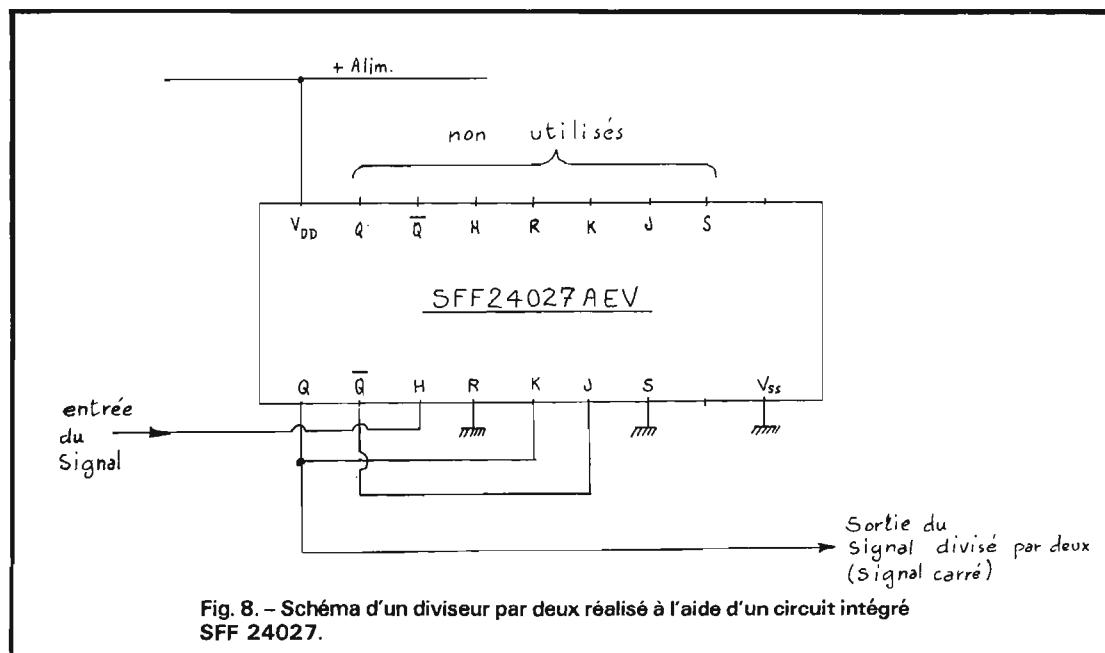 + Alim.
non utilisés
V_DD Q Q̅ H R K J S
SFF24027AEV
Q Q̅ H R K J S Vss
entrée
du
Signal
Sortie du
Signal divisé par deux
(Signal carré)
Fig. 8. – Schéma d'un diviseur par deux réalisé à l'aide d'un circuit intégré
SFF 24027.